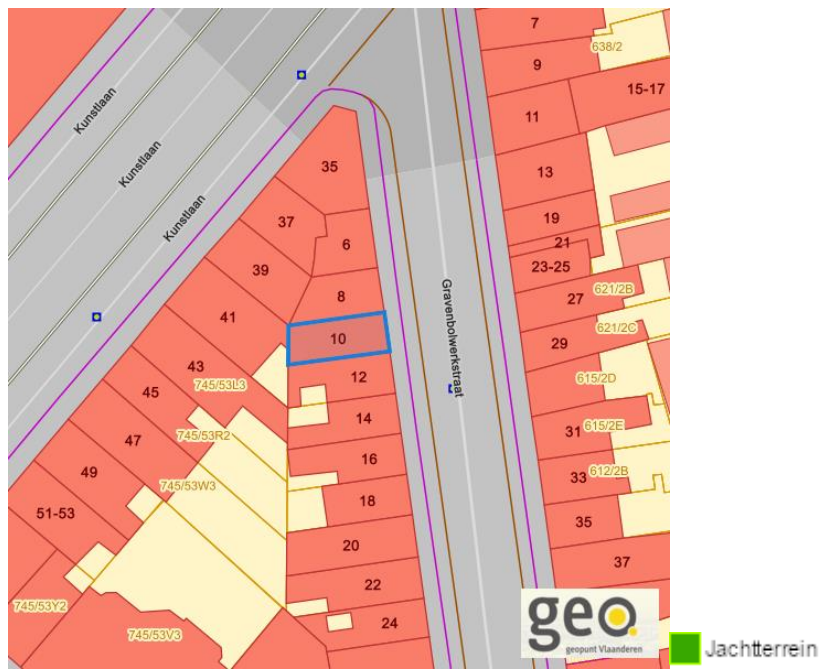 7
638/2
9
15-17
Kunstlaan
11
Kunstlaan
35
13
Kunstlaan
37
19
6
21
39
23-25
8
27
621/2B
41
Gravenbolwerkstraat
10
621/2C
29
43
12
745/53L3
615/2D
45
14
745/53R2
31
615/2E
47
16
49
33
612/2B
745/53W3
18
51-53
35
20
37
22
745/53Y2
24
745/53V3
geo
geopunt Vlaanderen
Jachtterrein